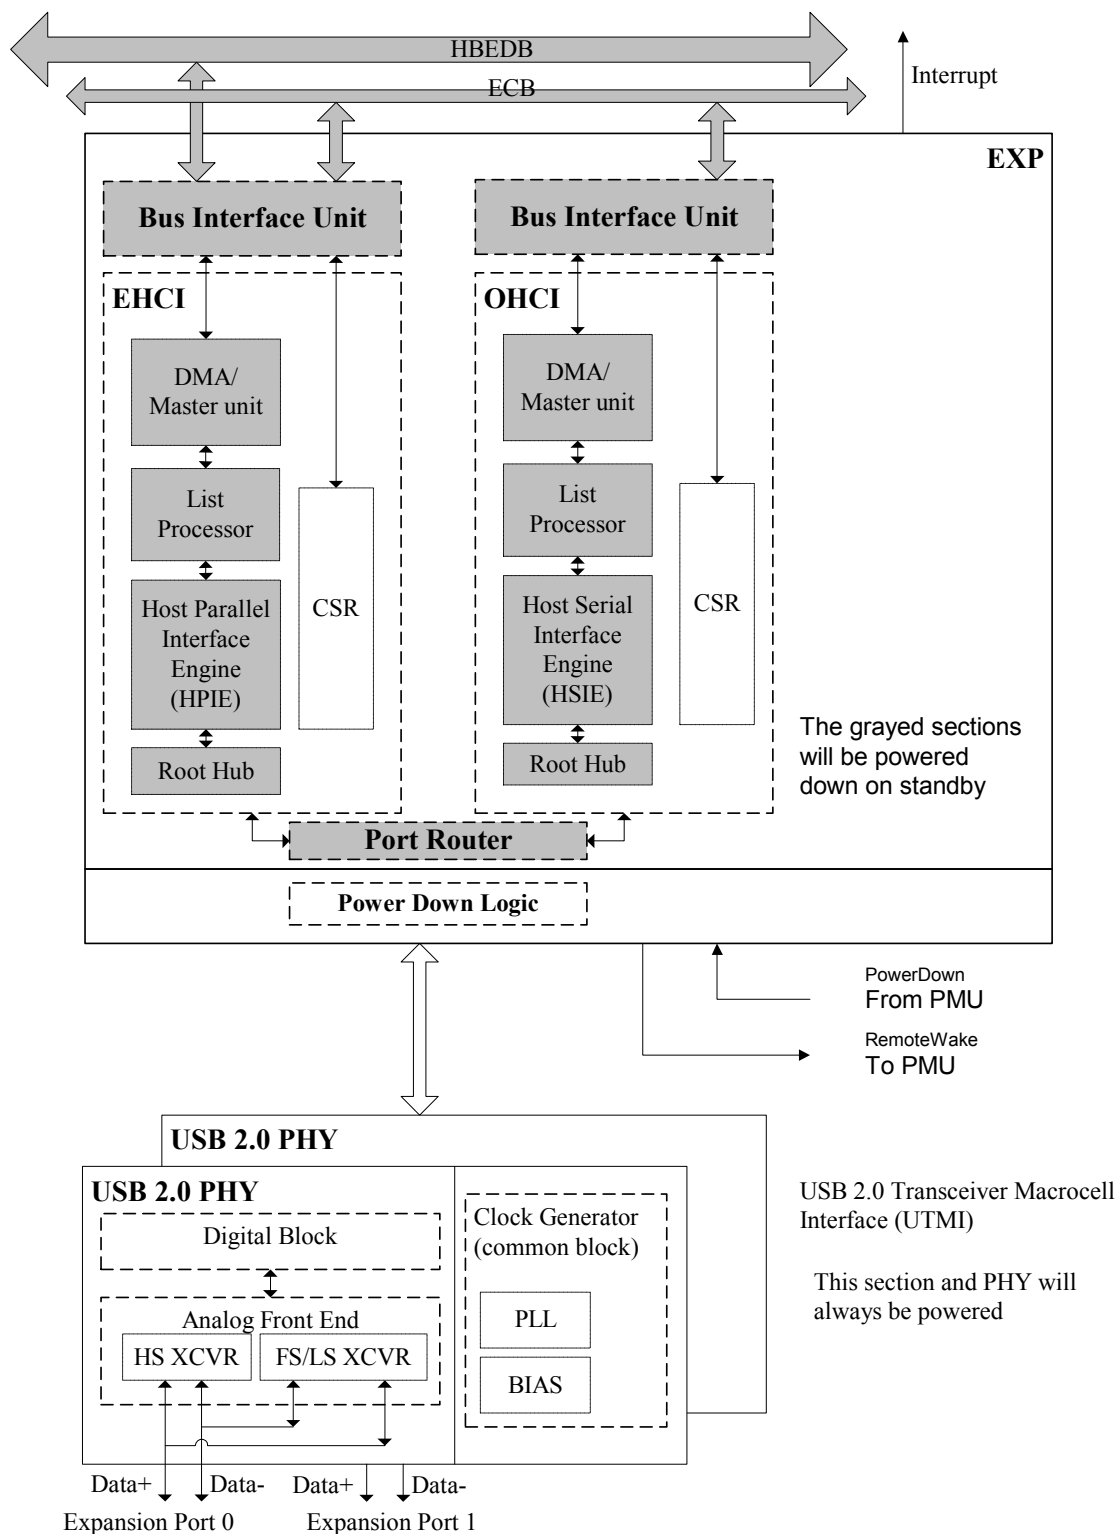 HBEDB
ECB
Interrupt
EXP
Bus Interface Unit
Bus Interface Unit
EHCI
OHCI
DMA/
Master unit
DMA/
Master unit
List
Processor
List
Processor
Host Parallel
Interface
Engine
(HPIE)
CSR
Host Serial
Interface
Engine
(HSIE)
CSR
Root Hub
Root Hub
The grayed sections
will be powered
down on standby
Port Router
Power Down Logic
PowerDown
From PMU
RemoteWake
To PMU
USB 2.0 PHY
USB 2.0 PHY
Digital Block
Analog Front End
HS XCVR
FS/LS XCVR
Clock Generator
(common block)
PLL
BIAS
USB 2.0 Transceiver Macrocell
Interface (UTMI)
This section and PHY will
always be powered
Data+
Data-
Data+
Data-
Expansion Port 0
Expansion Port 1